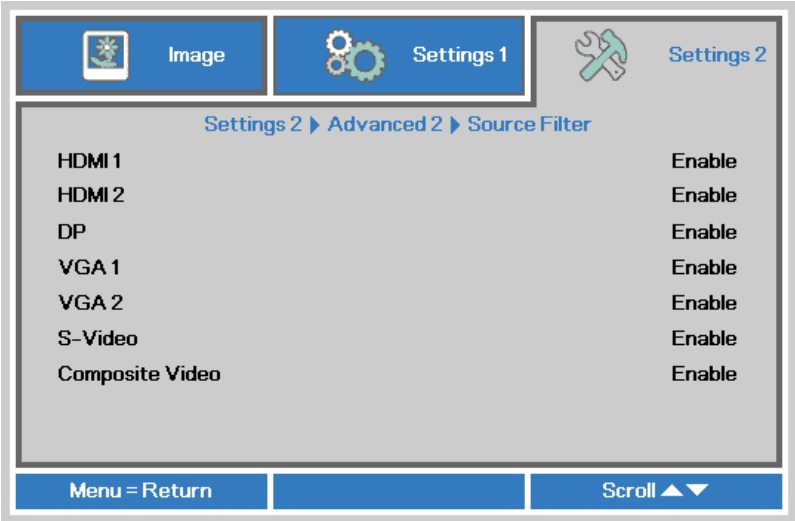 Image
Settings 1
Settings 2
Settings 2 ▶ Advanced 2 ▶ Source Filter
HDMI 1 Enable
HDMI 2 Enable
DP Enable
VGA 1 Enable
VGA 2 Enable
S-Video Enable
Composite Video Enable
Menu = Return
Scroll ▲▼